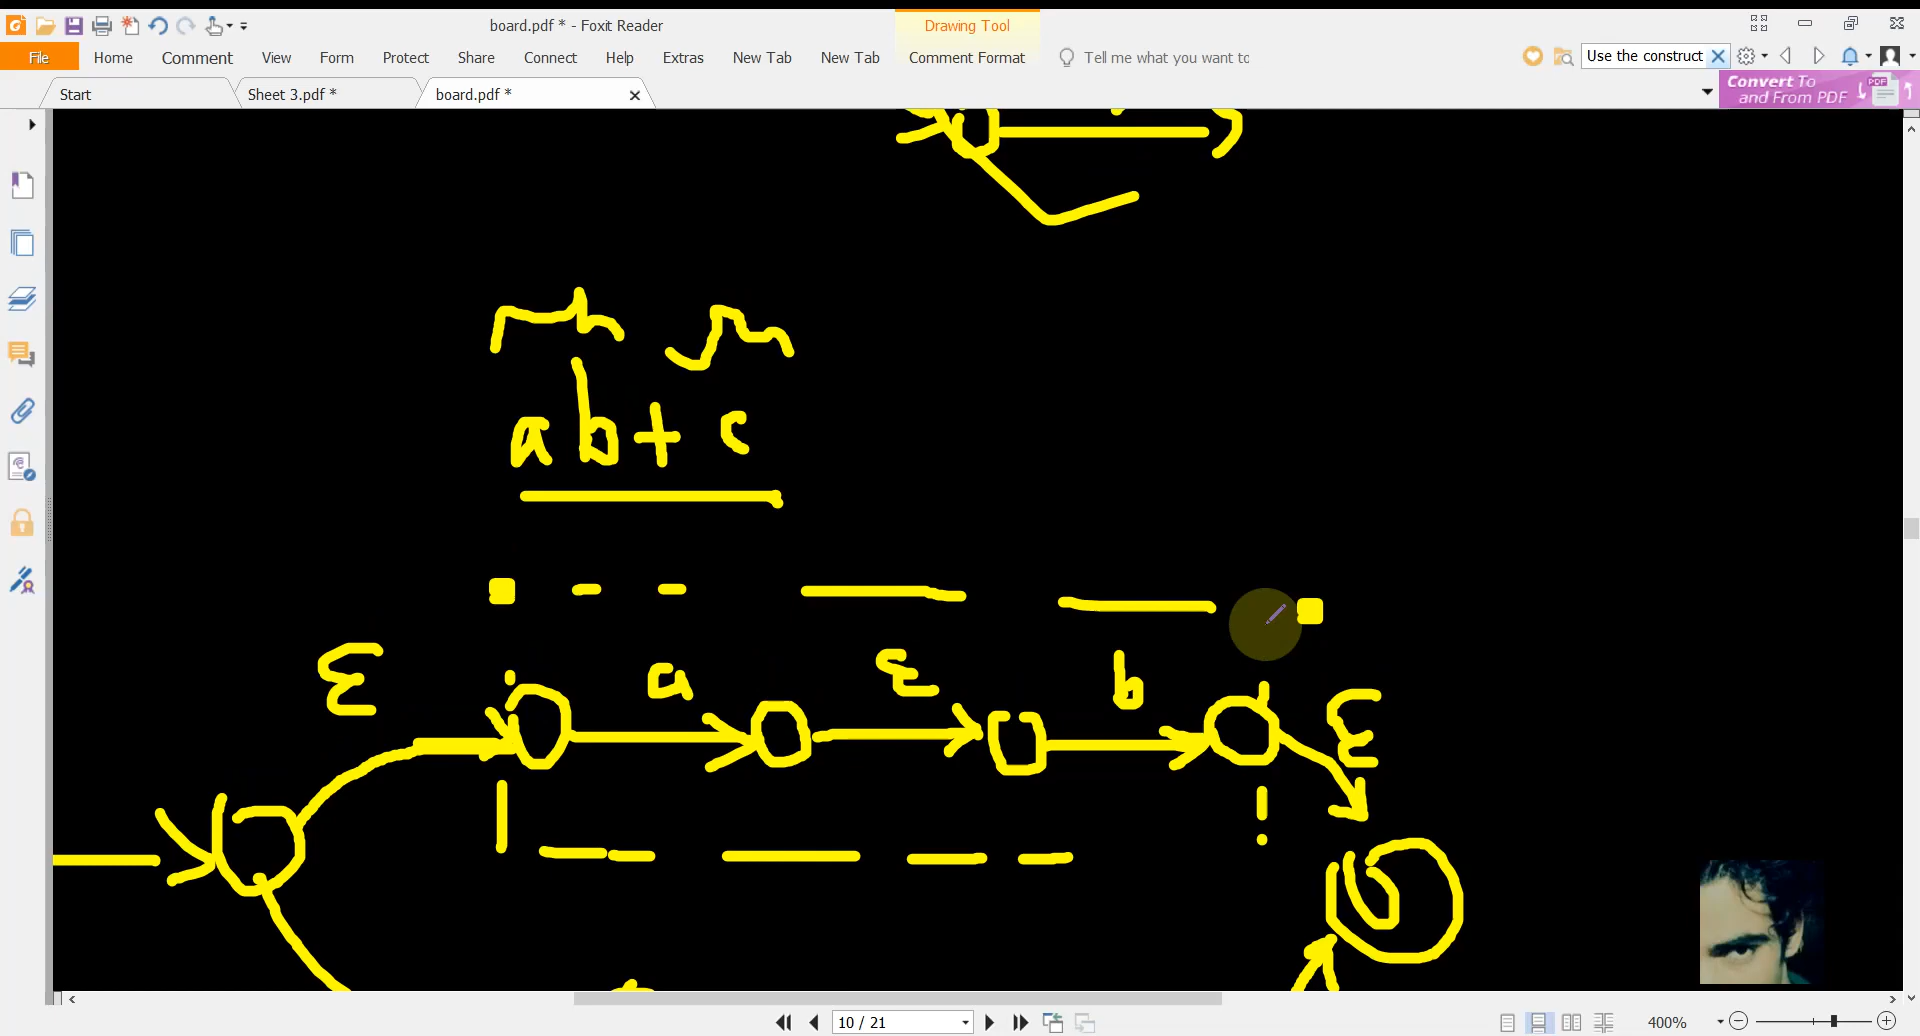 board.pdf * - Foxit Reader
Drawing Tool
File Home Comment View Form Protect Share Connect Help Extras New Tab New Tab Comment Format Tell me what you want to Use the construct
Start Sheet 3.pdf * board.pdf *
Convert To
and From PDF
PDF
ab+c
ε a ε b ε
10 / 21
400%